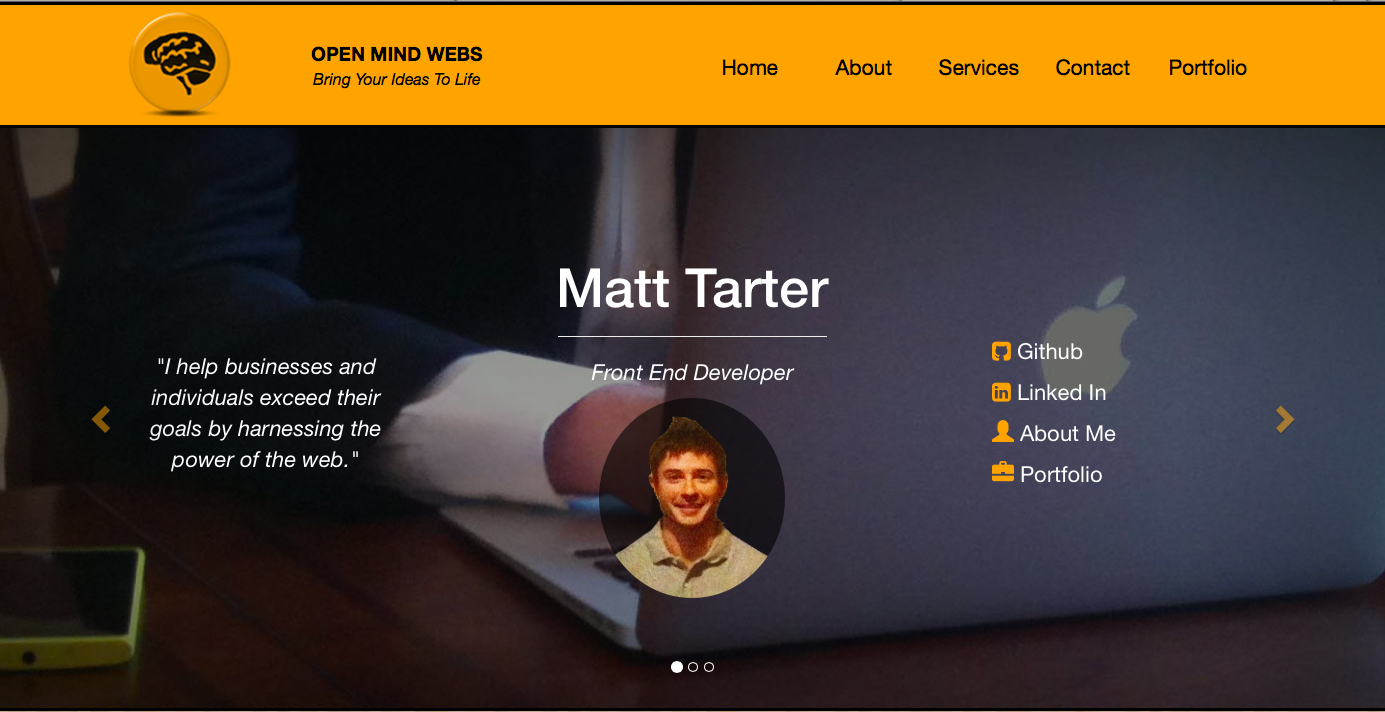 OPEN MIND WEBS
Bring Your Ideas To Life
Home About Services Contact Portfolio
Matt Tarter
Front End Developer
"I help businesses and
individuals exceed their
goals by harnessing the
power of the web."
Github
Linked In
About Me
Portfolio